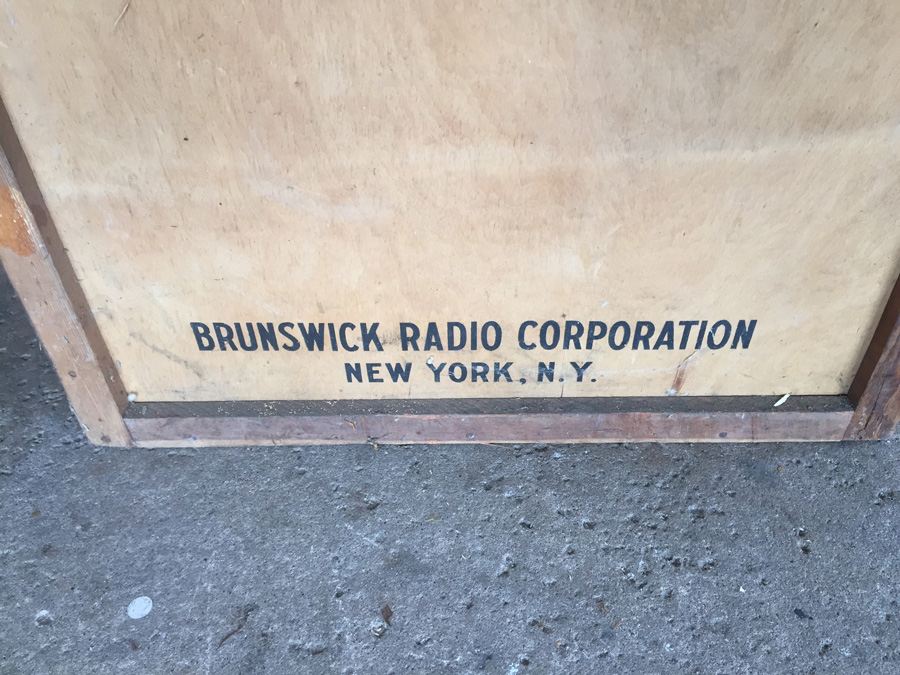 BRUNSWICK RADIO CORPORATION
NEW YORK, N.Y.